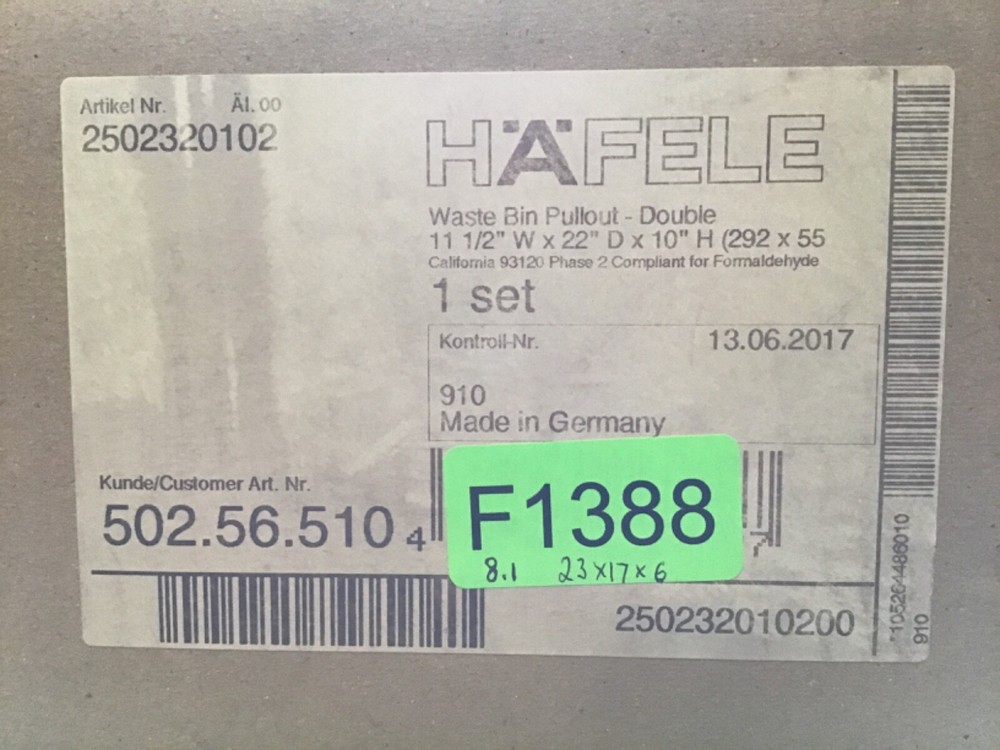 Artikel Nr. Äl. 00
2502320102
HÄFELE
Waste Bin Pullout - Double
11 1/2" W x 22" D x 10" H (292 x 55
California 93120 Phase 2 Compliant for Formaldehyde
1 set
Kontroll-Nr. 13.06.2017
910
Made in Germany
Kunde/Customer Art. Nr.
502.56.510
4
F1388
8.1 23x17x6
250232010200
910